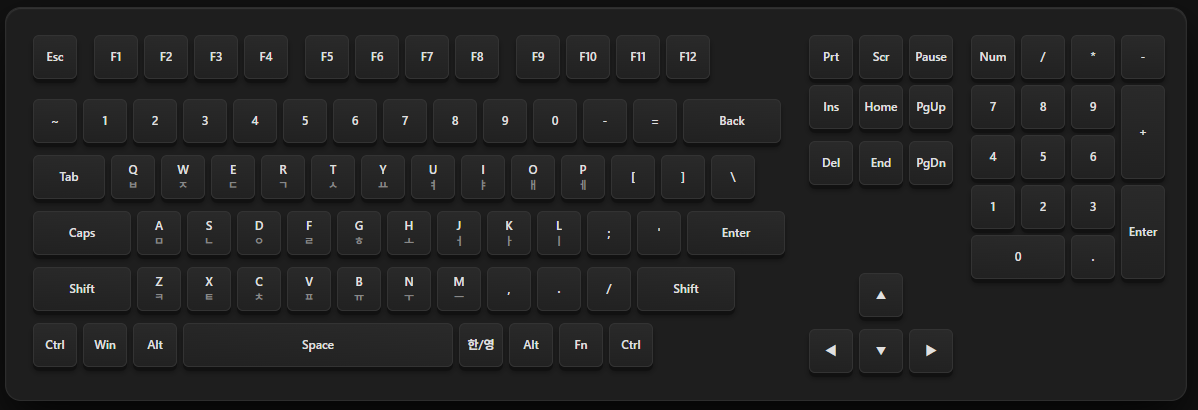 Esc F1 F2 F3 F4 F5 F6 F7 F8 F9 F10 F11 F12 Prt Scr Pause Num / * -
~ 1 2 3 4 5 6 7 8 9 0 - = Back Ins Home PgUp 7 8 9 +
Tab Q W E R T Y U I O P [ ] \ Del End PgDn 4 5 6
ㅂ ㅈ ㄷ ㄱ ㅅ ㅛ ㅕ ㅑ ㅐ ㅔ
Caps A S D F G H J K L ; ' Enter 1 2 3 Enter
ㅁ ㄴ ㅇ ㄹ ㅎ ㅗ ㅓ ㅏ ㅣ
0 .
Shift Z X C V B N M , . / Shift ▲
ㅋ ㅌ ㅊ ㅍ ㅠ ㅜ ㅡ
Ctrl Win Alt Space 한/영 Alt Fn Ctrl ◀ ▼ ▶